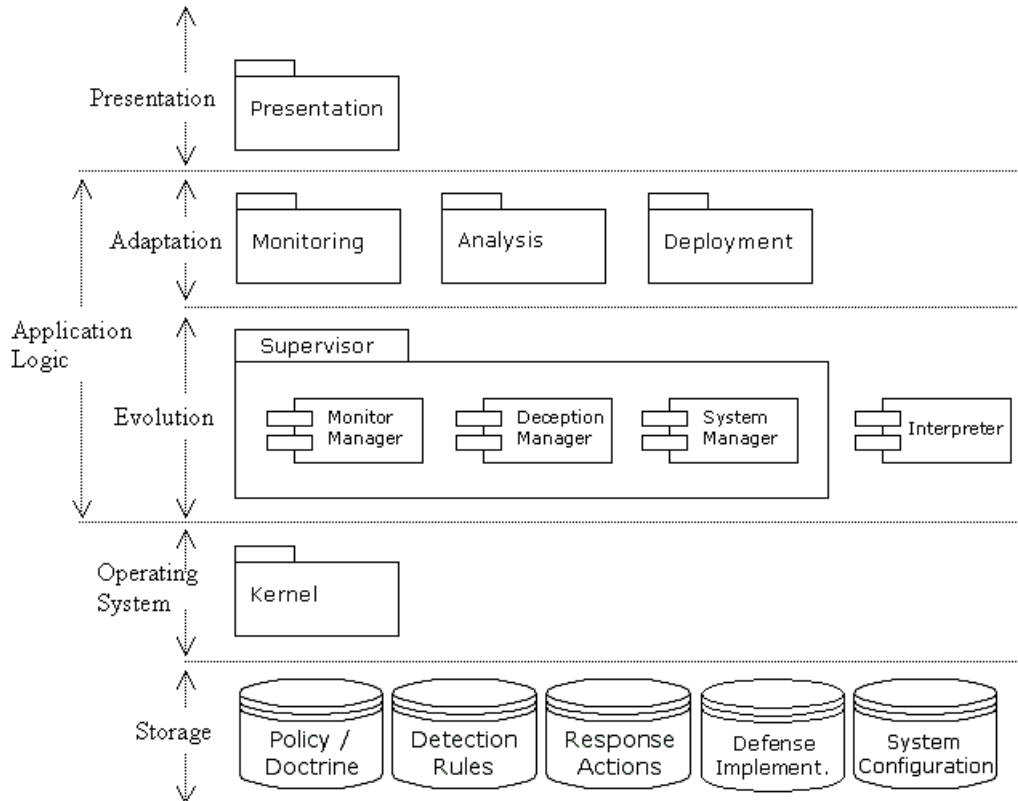 Presentation
Presentation
Adaptation
Monitoring
Analysis
Deployment
Application
Logic
Evolution
Supervisor
Monitor
Manager
Deception
Manager
System
Manager
Interpreter
Operating
System
Kernel
Storage
Policy /
Doctrine
Detection
Rules
Response
Actions
Defense
Implement.
System
Configuration